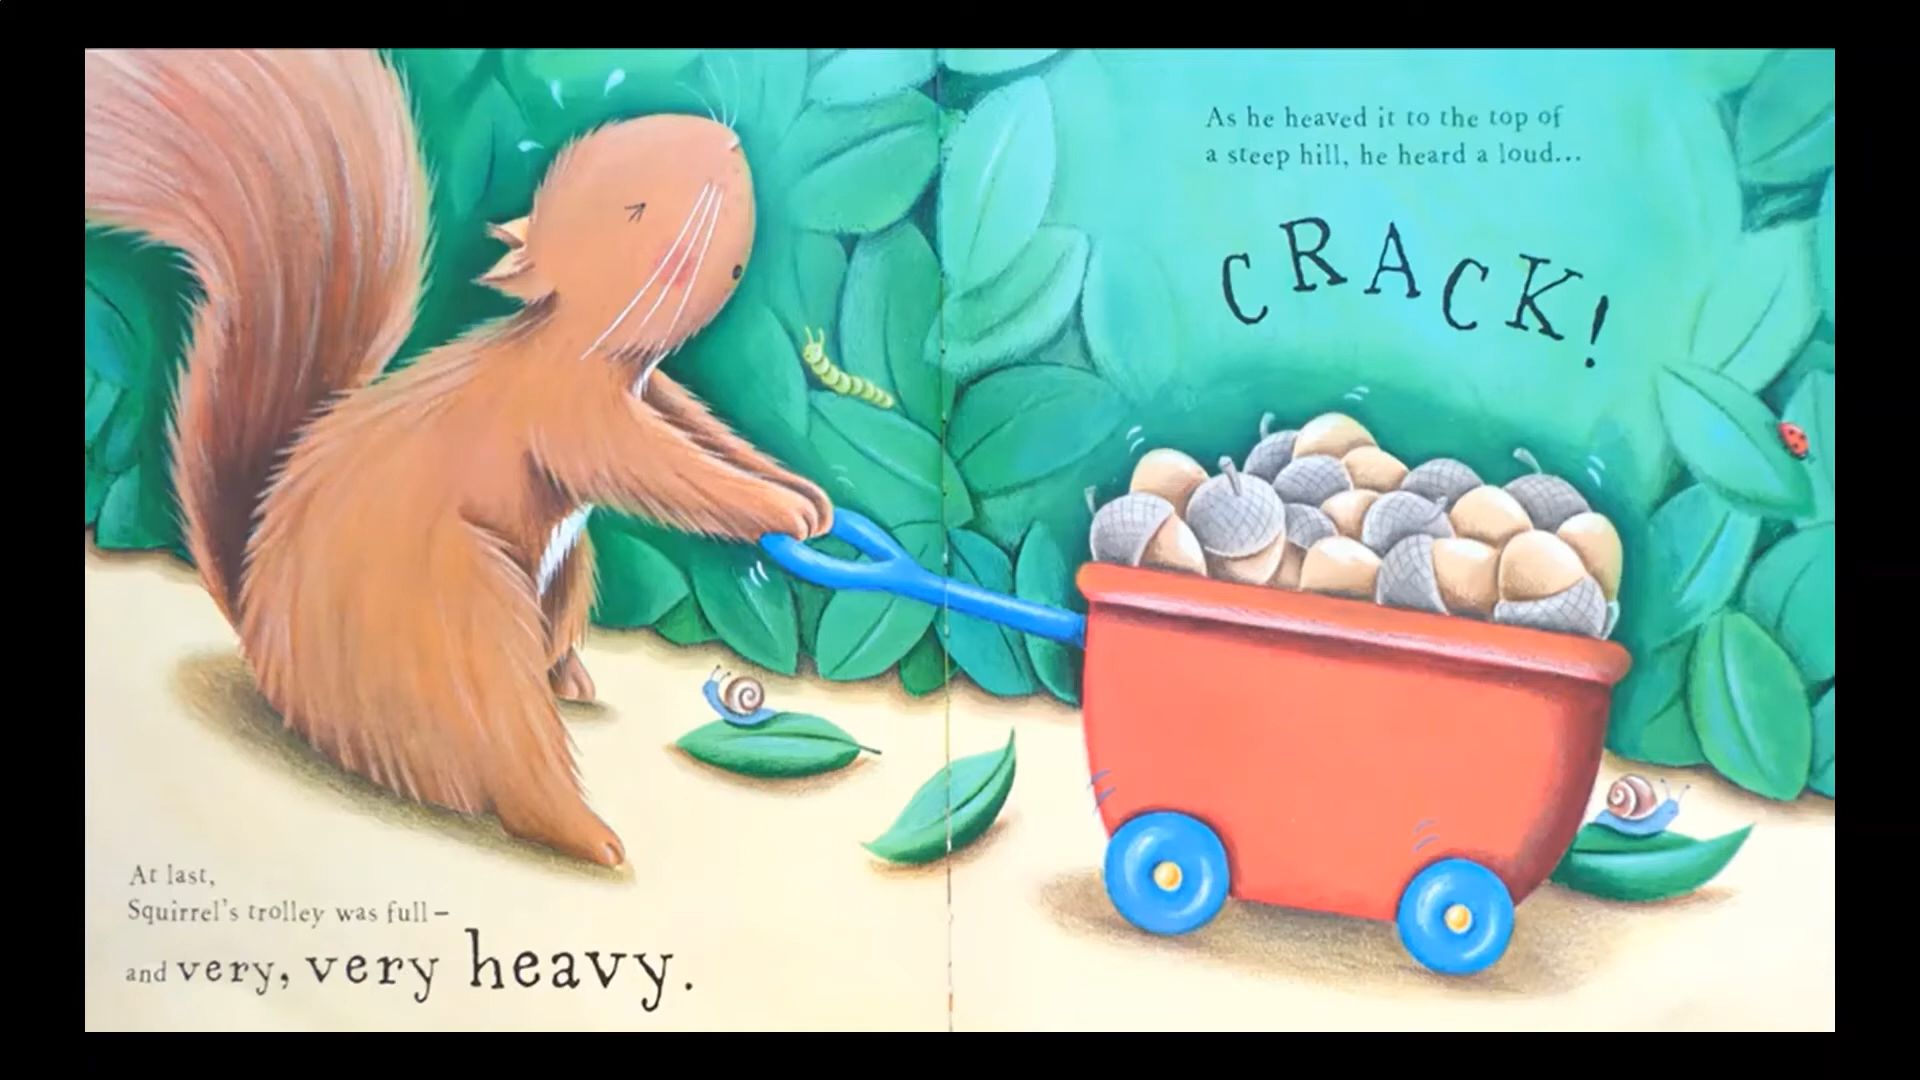 At last,
Squirrel's trolley was full –
and very, very heavy.
As he heaved it to the top of
a steep hill, he heard a loud...
CRACK!